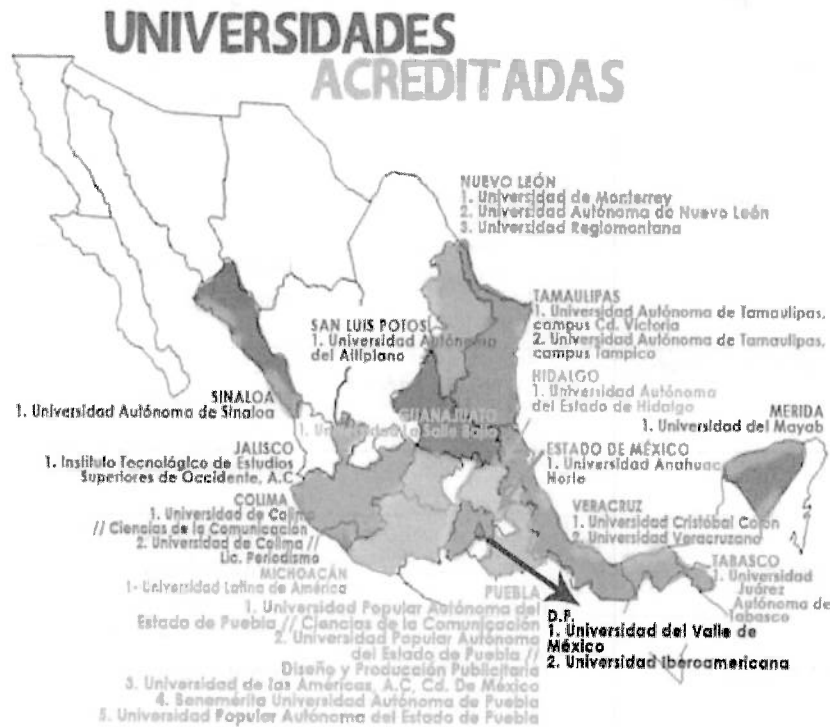 UNIVERSIDADES
ACREDITADAS
NUEVO LEÓN
1. Universidad de Monterrey
2. Universidad Autónoma de Nuevo León
3. Universidad Regiomontana
TAMAULIPAS
1. Universidad Autónoma de Tamaulipas,
campus Cd. Victoria
2. Universidad Autónoma de Tamaulipas,
campus Tampico
SAN LUIS POTOSÍ
1. Universidad Autónoma
del Altiplano
HIDALGO
1. Universidad Autónoma
del Estado de Hidalgo
SINALOA
1. Universidad Autónoma de Sinaloa
GUANAJUATO
1. Universidad La Salle Bajío
MERIDA
1. Universidad del Mayab
JALISCO
1. Instituto Tecnológico de Estudios
Superiores de Occidente, A.C
ESTADO DE MÉXICO
1. Universidad Anahuac
Norte
COLIMA
1. Universidad de Colima
// Ciencias de la Comunicación
2. Universidad de Colima //
Lic. Periodismo
VERACRUZ
1. Universidad Cristóbal Colón
2. Universidad Veracruzana
MICHOACÁN
1- Universidad Latina de América
TABASCO
1. Universidad
Juárez
Autónoma de
Tabasco
PUEBLA
1. Universidad Popular Autónoma del
Estado de Puebla // Ciencias de la Comunicación
2. Universidad Popular Autónoma
del Estado de Puebla //
Diseño y Producción Publicitaria
3. Universidad de las Américas, A.C, Cd. De México
4. Benemérita Universidad Autónoma de Puebla
5. Universidad Popular Autónoma del Estado de Puebla
D.F.
1. Universidad del Valle de
México
2. Universidad Iberoamericana